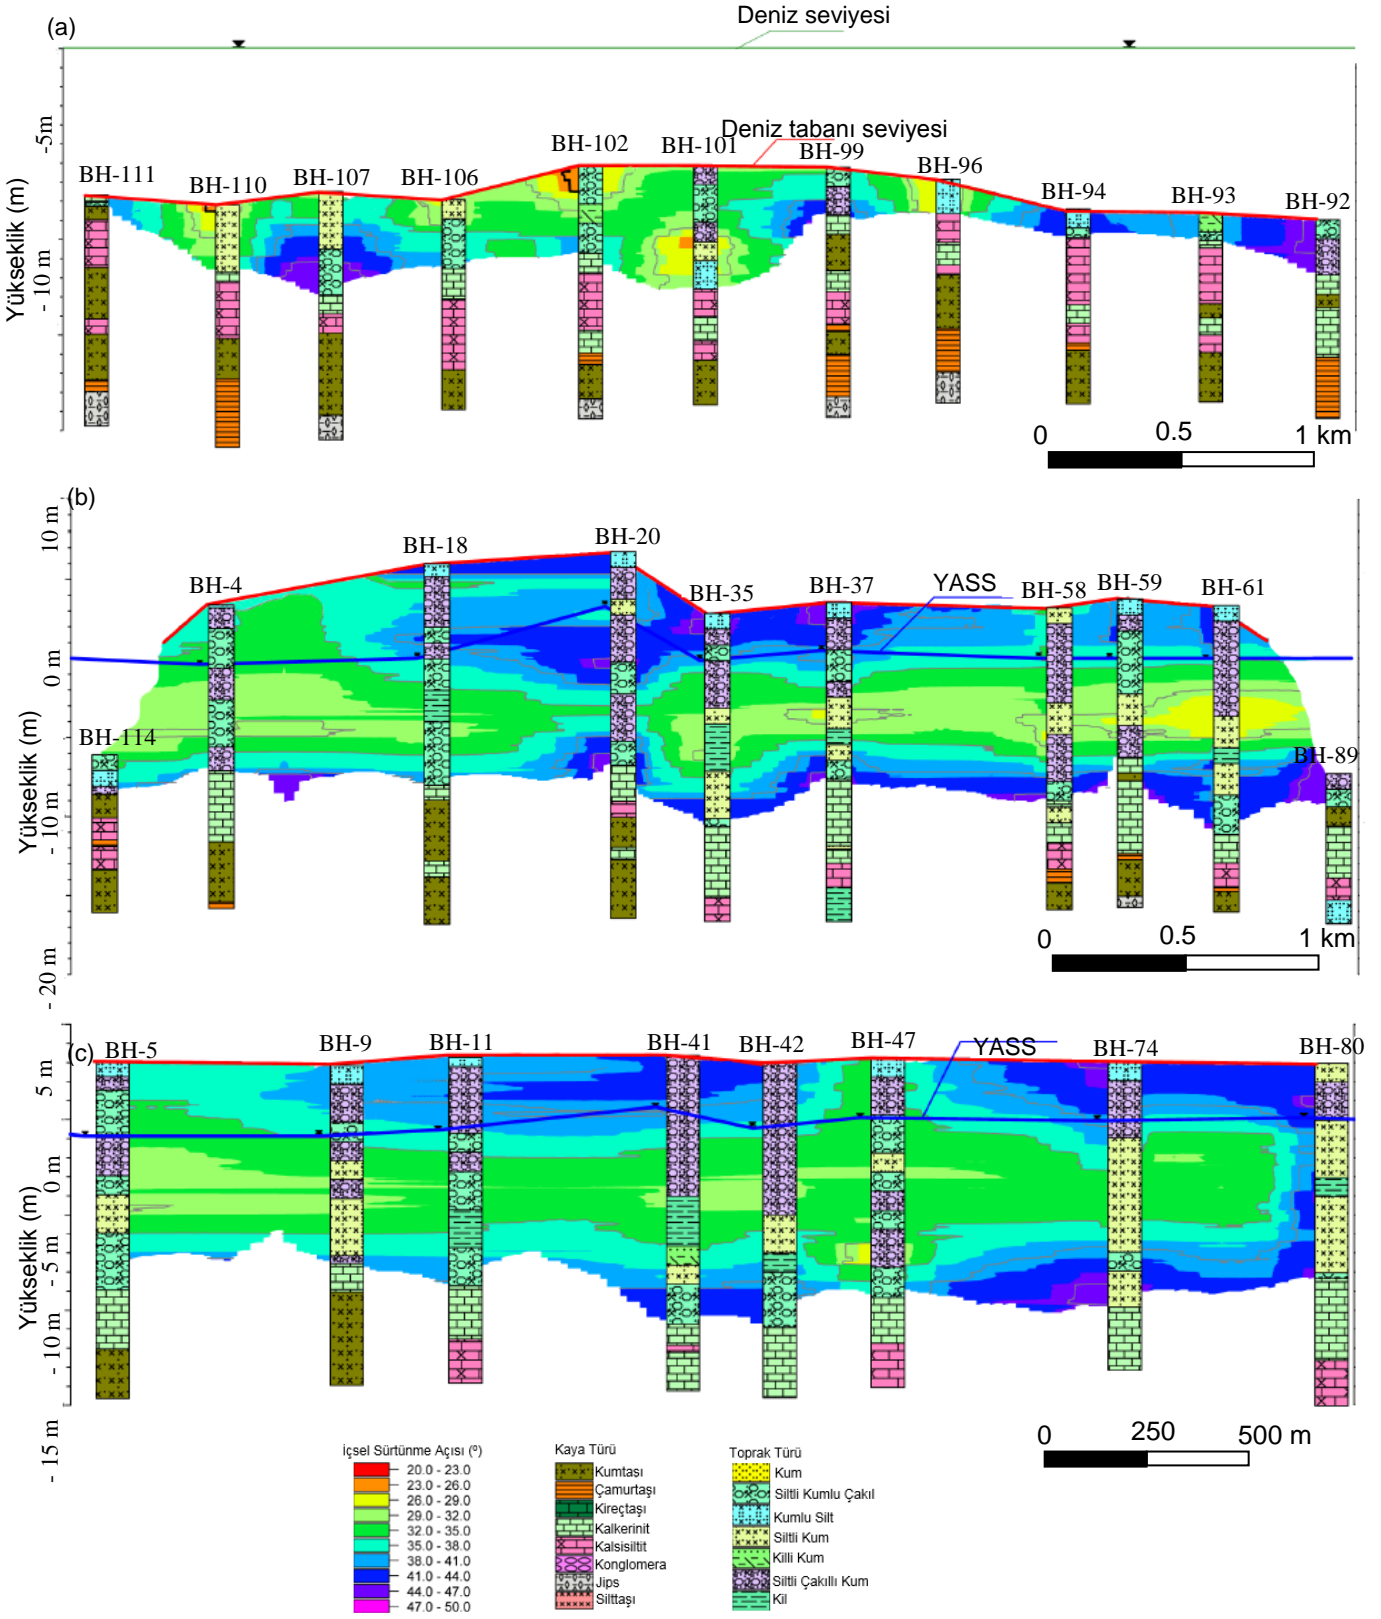 (a)
Deniz seviyesi
-5m
Deniz tabanı seviyesi
BH-111
BH-110
BH-107
BH-106
BH-102
BH-101
BH-99
BH-96
BH-94
BH-93
BH-92
Yükseklik (m)
- 10 m
0
0.5
1 km
(b)
10 m
BH-4
BH-18
BH-20
BH-35
BH-37
YASS
BH-58
BH-59
BH-61
0 m
BH-114
BH-89
Yükseklik (m)
- 10 m
- 20 m
0
0.5
1 km
(c)
BH-5
BH-9
BH-11
BH-41
BH-42
BH-47
YASS
BH-74
BH-80
5 m
0 m
Yükseklik (m)
- 5 m
- 10 m
- 15 m
0
250
500 m
İçsel Sürtünme Açısı (º)
20.0 - 23.0
23.0 - 26.0
26.0 - 29.0
29.0 - 32.0
32.0 - 35.0
35.0 - 38.0
38.0 - 41.0
41.0 - 44.0
44.0 - 47.0
47.0 - 50.0
Kaya Türü
Kumtası
Çamurtaşı
Kireçtaşı
Kalkerinit
Kalsisiltit
Konglomera
Jips
Silttaşı
Toprak Türü
Kum
Siltli Kumlu Çakıl
Kumlu Silt
Siltli Kum
Killi Kum
Siltli Çakıllı Kum
Kil